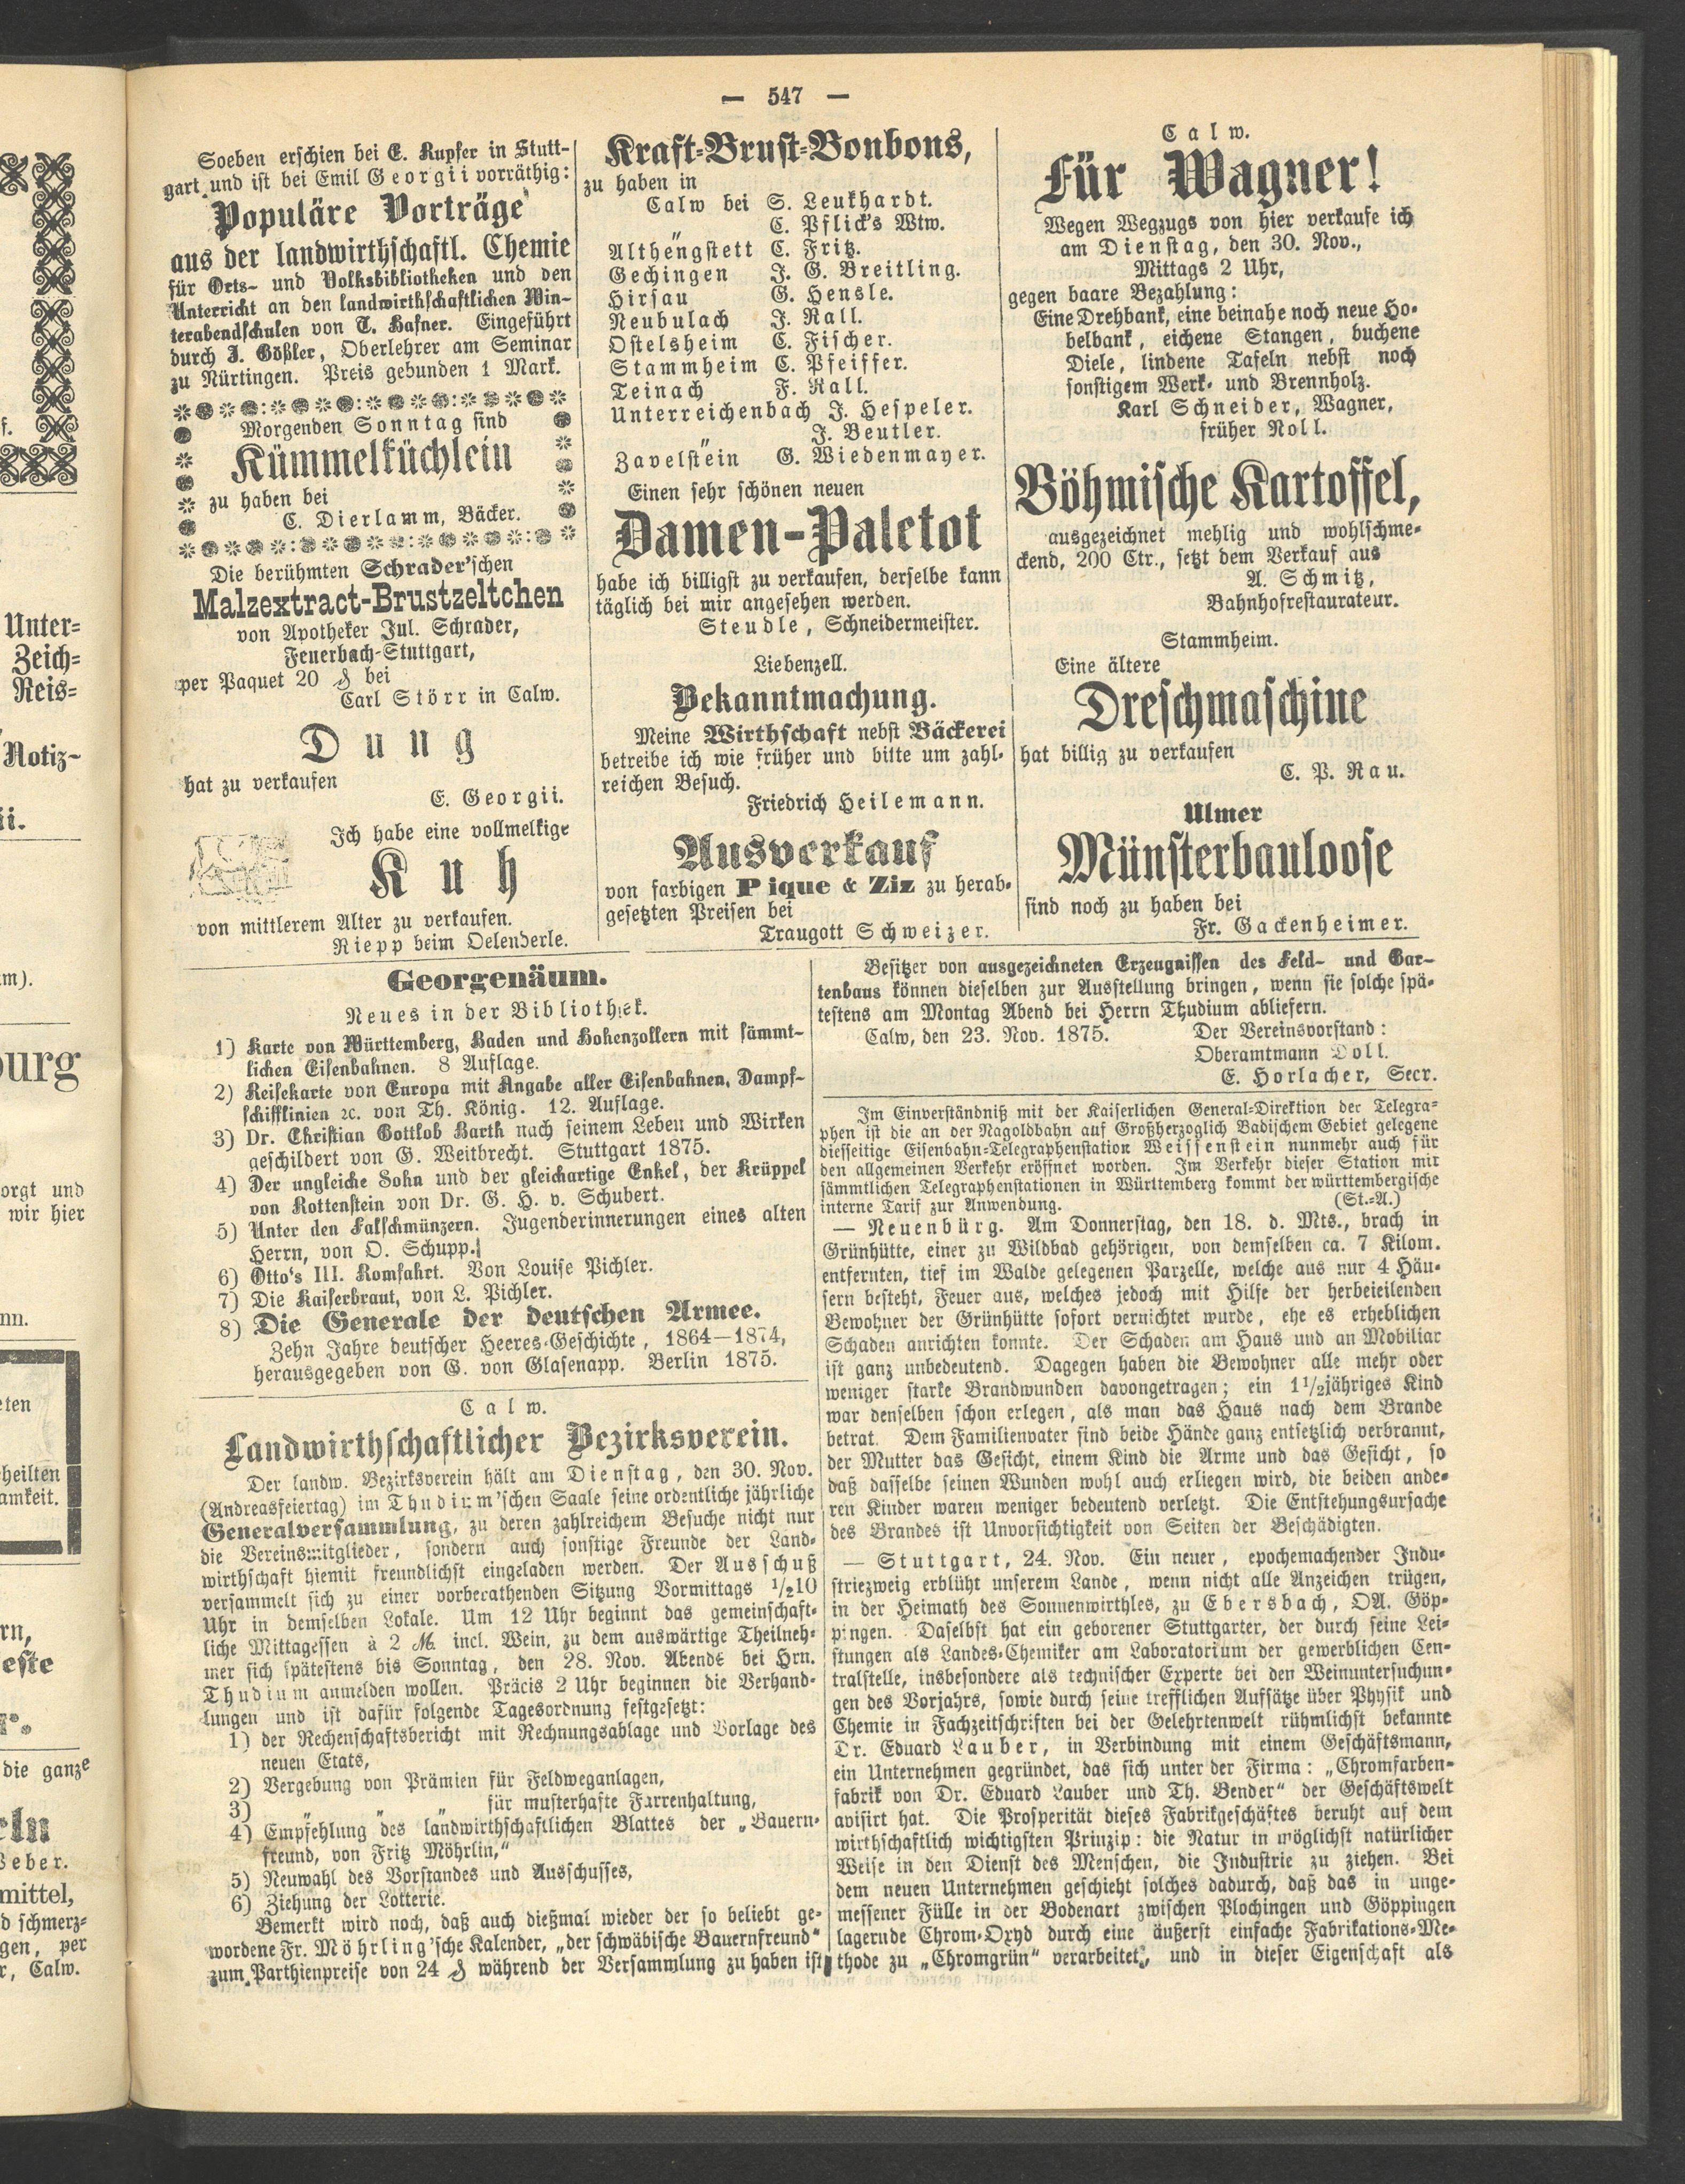 — 547 —
Soeben erschien bei E. Rupfer in Stutt-
gart und ist bei Emil Georgii vorräthig:
Populäre Vorträge
aus der landwirthschaftl. Chemie
für Orts- und Volksbibliotheken und den
Unterricht an den landwirthschaftlichen Win-
terabendschulen von T. Hafner. Eingeführt
durch J. Gößler, Oberlehrer am Seminar
zu Nürtingen. Preis gebunden 1 Mark.
Morgenden Sonntag sind
Kümmelküchlein
zu haben bei
C. Dierlamm, Bäcker.
Die berühmten Schrader'schen
Malzextract-Brustzeltchen
von Apotheker Jul. Schrader,
Feuerbach-Stuttgart,
per Paquet 20 ₰ bei
Carl Störr in Calw.
Dung
hat zu verkaufen
E. Georgii.
Ich habe eine vollmelkige
Kuh
von mittlerem Alter zu verkaufen.
Riepp beim Oelenderle.
Kraft-Brust-Bonbons,
zu haben in
Calw bei S. Leukhardt.
C. Pflick's Wtw.
Althengstett C. Fritz.
Gechingen J. G. Breitling.
Hirsau G. Hensle.
Neubulach J. Rall.
Ostelsheim C. Fischer.
Stammheim C. Pfeiffer.
Teinach F. Rall.
Unterreichenbach J. Hespeler.
" J. Beutler.
Zavelstein G. Wiedenmayer.
Einen sehr schönen neuen
Damen-Paletot
habe ich billigst zu verkaufen, derselbe kann
täglich bei mir angesehen werden.
Steudle, Schneidermeister.
Liebenzell.
Bekanntmachung.
Meine Wirthschaft nebst Bäckerei
betreibe ich wie früher und bitte um zahl-
reichen Besuch.
Friedrich Heilemann.
Ausverkauf
von farbigen Pique & Ziz zu herab-
gesetzten Preisen bei
Traugott Schweizer.
Calw.
Für Wagner!
Wegen Wegzugs von hier verkaufe ich
am Dienstag, den 30. Nov.,
Mittags 2 Uhr,
gegen baare Bezahlung:
Eine Drehbank, eine beinahe noch neue Ho-
belbank, eichene Stangen, buchene
Diele, lindene Tafeln nebst noch
sonstigem Werk- und Brennholz.
Karl Schneider, Wagner,
früher Noll.
Böhmische Kartoffel,
ausgezeichnet mehlig und wohlschme-
ckend, 200 Ctr., setzt dem Verkauf aus
A. Schmitz,
Bahnhofrestaurateur.
Stammheim.
Eine ältere
Dreschmaschine
hat billig zu verkaufen
C. P. Rau.
Ulmer
Münsterbauloose
sind noch zu haben bei
Fr. Gackenheimer.
Georgenäum.
Neues in der Bibliothek.
1) Karte von Württemberg, Baden und Hohenzollern mit sämmt-
lichen Eisenbahnen. 8 Auflage.
2) Reisekarte von Europa mit Angabe aller Eisenbahnen, Dampf-
schifflinien ꝛc. von Th. König. 12. Auflage.
3) Dr. Christian Gottlob Barth nach seinem Leben und Wirken
geschildert von G. Weitbrecht. Stuttgart 1875.
4) Der ungleiche Sohn und der gleichartige Enkel, der Krüppel
von Rottenstein von Dr. G. H. v. Schubert.
5) Unter den Falschmünzern. Jugenderinnerungen eines alten
Herrn, von O. Schupp.
6) Otto's III. Romfahrt. Von Louise Pichler.
7) Die Kaiserbraut, von L. Pichler.
8) Die Generale der deutschen Armee.
Zehn Jahre deutscher Heeres-Geschichte, 1864—1874,
herausgegeben von G. von Glasenapp. Berlin 1875.
Calw.
Landwirthschaftlicher Bezirksverein.
Der landw. Bezirksverein hält am Dienstag, den 30. Nov.
(Andreasfeiertag) im Thudium'schen Saale seine ordentliche jährliche
Generalversammlung, zu deren zahlreichem Besuche nicht nur
die Vereinsmitglieder, sondern auch sonstige Freunde der Land-
wirthschaft hiemit freundlichst eingeladen werden. Der Ausschuß
versammelt sich zu einer vorberathenden Sitzung Vormittags 1/210
Uhr in demselben Lokale. Um 12 Uhr beginnt das gemeinschaft-
liche Mittagessen à 2 M. incl. Wein, zu dem auswärtige Theilneh-
mer sich spätestens bis Sonntag, den 28. Nov. Abends bei Hrn.
Thudium anmelden wollen. Präcis 2 Uhr beginnen die Verhand-
lungen und ist dafür folgende Tagesordnung festgesetzt:
1) der Rechenschaftsbericht mit Rechnungsablage und Vorlage des
neuen Etats,
2) Vergebung von Prämien für Feldweganlagen,
3) " " " für musterhafte Farrenhaltung,
4) Empfehlung des landwirthschaftlichen Blattes der „Bauern-
freund, von Fritz Möhrlin,"
5) Neuwahl des Vorstandes und Ausschusses,
6) Ziehung der Lotterie.
Bemerkt wird noch, daß auch dießmal wieder der so beliebt ge-
wordene Fr. Möhrling'sche Kalender, „der schwäbische Bauernfreund"
zum Parthienpreise von 24 ₰ während der Versammlung zu haben ist
Besitzer von ausgezeichneten Erzeugnissen des Feld- und Gar-
tenbaus können dieselben zur Ausstellung bringen, wenn sie solche spä-
testens am Montag Abend bei Herrn Thudium abliefern.
Calw, den 23. Nov. 1875. Der Vereinsvorstand:
Oberamtmann Doll.
E. Horlacher, Secr.
Im Einverständniß mit der Kaiserlichen General-Direktion der Telegra-
phen ist die an der Nagoldbahn auf Großherzoglich Badischem Gebiet gelegene
diesseitige Eisenbahn-Telegraphenstation Weissenstein nunmehr auch für
den allgemeinen Verkehr eröffnet worden. Im Verkehr dieser Station mit
sämmtlichen Telegraphenstationen in Württemberg kommt der württembergische
interne Tarif zur Anwendung. (St.-A.)
— Neuenbürg. Am Donnerstag, den 18. d. Mts., brach in
Grünhütte, einer zu Wildbad gehörigen, von demselben ca. 7 Kilom.
entfernten, tief im Walde gelegenen Parzelle, welche aus nur 4 Häu-
sern besteht, Feuer aus, welches jedoch mit Hilfe der herbeieilenden
Bewohner der Grünhütte sofort vernichtet wurde, ehe es erheblichen
Schaden anrichten konnte. Der Schaden am Haus und an Mobiliar
ist ganz unbedeutend. Dagegen haben die Bewohner alle mehr oder
weniger starke Brandwunden davongetragen; ein 1 1/2jähriges Kind
war denselben schon erlegen, als man das Haus nach dem Brande
betrat. Dem Familienvater sind beide Hände ganz entsetzlich verbrannt,
der Mutter das Gesicht, einem Kind die Arme und das Gesicht, so
daß dasselbe seinen Wunden wohl auch erliegen wird, die beiden ande-
ren Kinder waren weniger bedeutend verletzt. Die Entstehungsursache
des Brandes ist Unvorsichtigkeit von Seiten der Beschädigten.
— Stuttgart, 24. Nov. Ein neuer, epochemachender Indu-
striezweig erblüht unserem Lande, wenn nicht alle Anzeichen trügen,
in der Heimath des Sonnenwirthles, zu Ebersbach, OA. Göp-
pingen. Daselbst hat ein geborener Stuttgarter, der durch seine Lei-
stungen als Landes-Chemiker am Laboratorium der gewerblichen Cen-
tralstelle, insbesondere als technischer Experte bei den Weinuntersuchun-
gen des Vorjahrs, sowie durch seine trefflichen Aufsätze über Physik und
Chemie in Fachzeitschriften bei der Gelehrtenwelt rühmlichst bekannte
Dr. Eduard Lauber, in Verbindung mit einem Geschäftsmann,
ein Unternehmen gegründet, das sich unter der Firma: „Chromfarben-
fabrik von Dr. Eduard Lauber und Th. Bender" der Geschäftswelt
avisirt hat. Die Prosperität dieses Fabrikgeschäftes beruht auf dem
wirthschaftlich wichtigsten Prinzip: die Natur in möglichst natürlicher
Weise in den Dienst des Menschen, die Industrie zu ziehen. Bei
dem neuen Unternehmen geschieht solches dadurch, daß das in unge-
messener Fülle in der Bodenart zwischen Plochingen und Göppingen
lagernde Chrom-Oxyd durch eine äußerst einfache Fabrikations-Me-
thode zu „Chromgrün" verarbeitet, und in dieser Eigenschaft als
Unter-
Zeich-
Reis-
Notiz-
burg
orgt und
wir hier
heilten
amkeit.
die ganze
Weber.
mittel,
d schmerz-
gen, per
r, Calw.